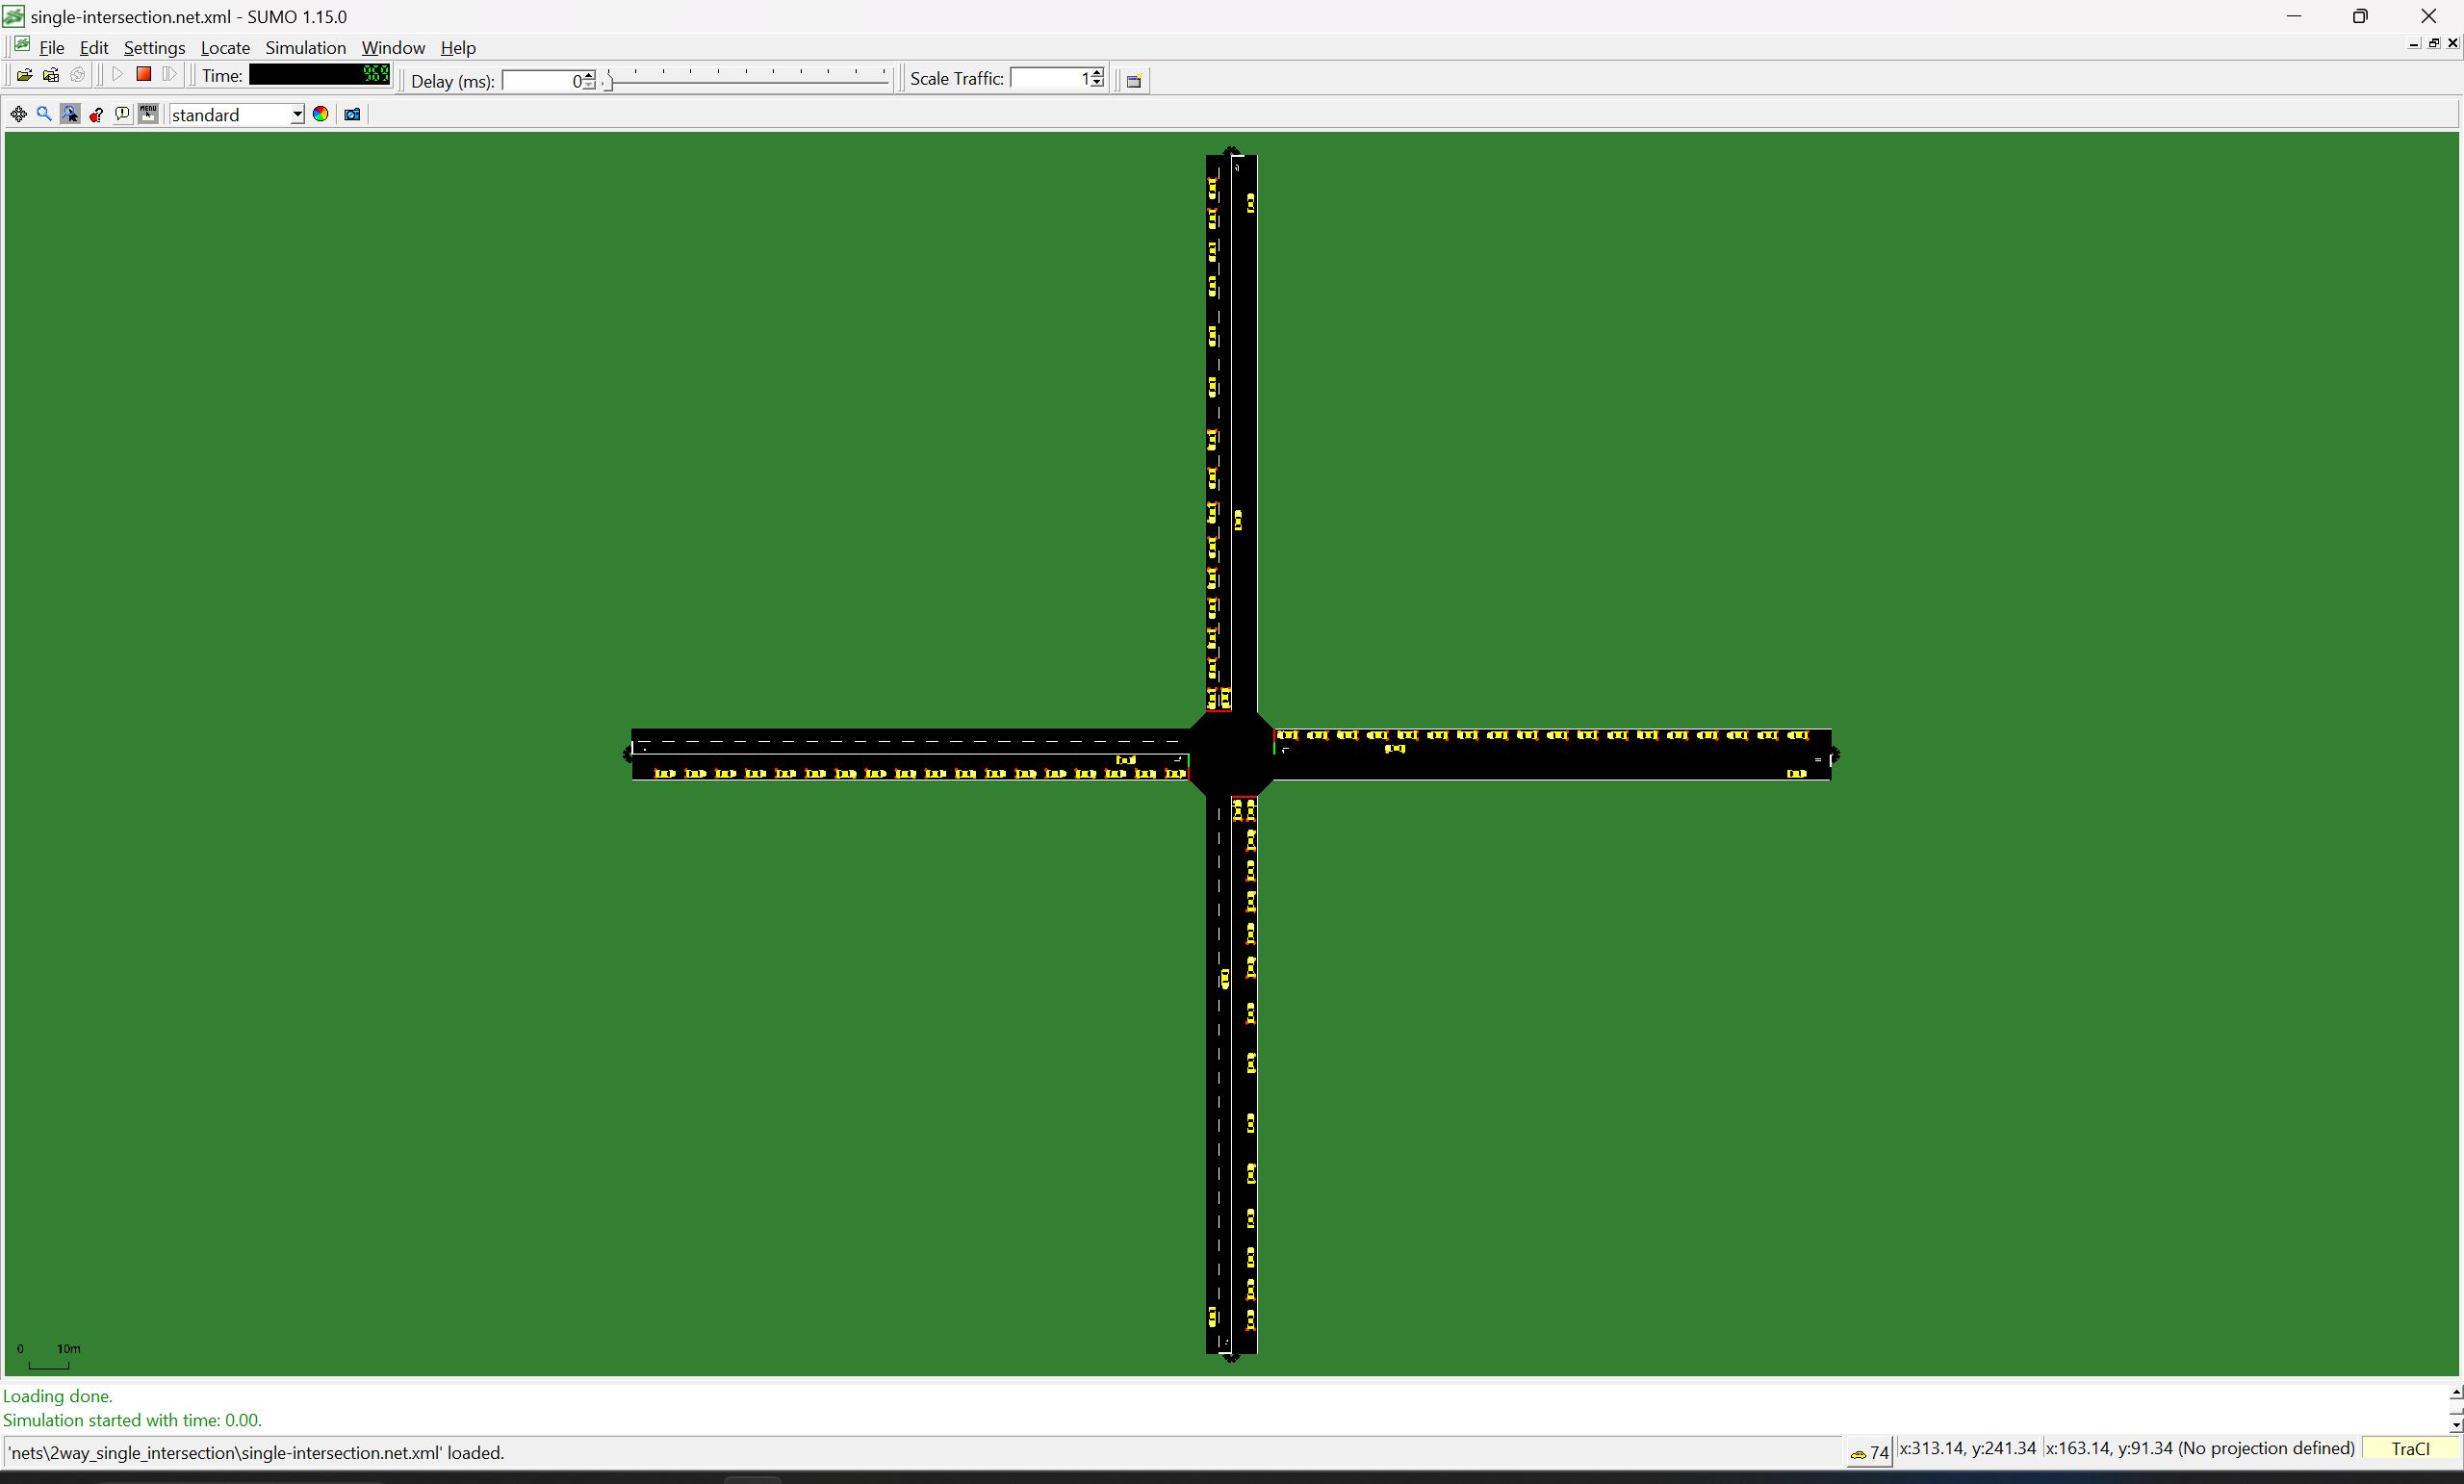 single-intersection.net.xml - SUMO 1.15.0
File Edit Settings Locate Simulation Window Help
Time: 969 Delay (ms): 0 Scale Traffic: 1
MENU standard
0 10m
Loading done.
Simulation started with time: 0.00.
'nets\2way_single_intersection\single-intersection.net.xml' loaded. 74 x:313.14, y:241.34 x:163.14, y:91.34 (No projection defined) TraCI